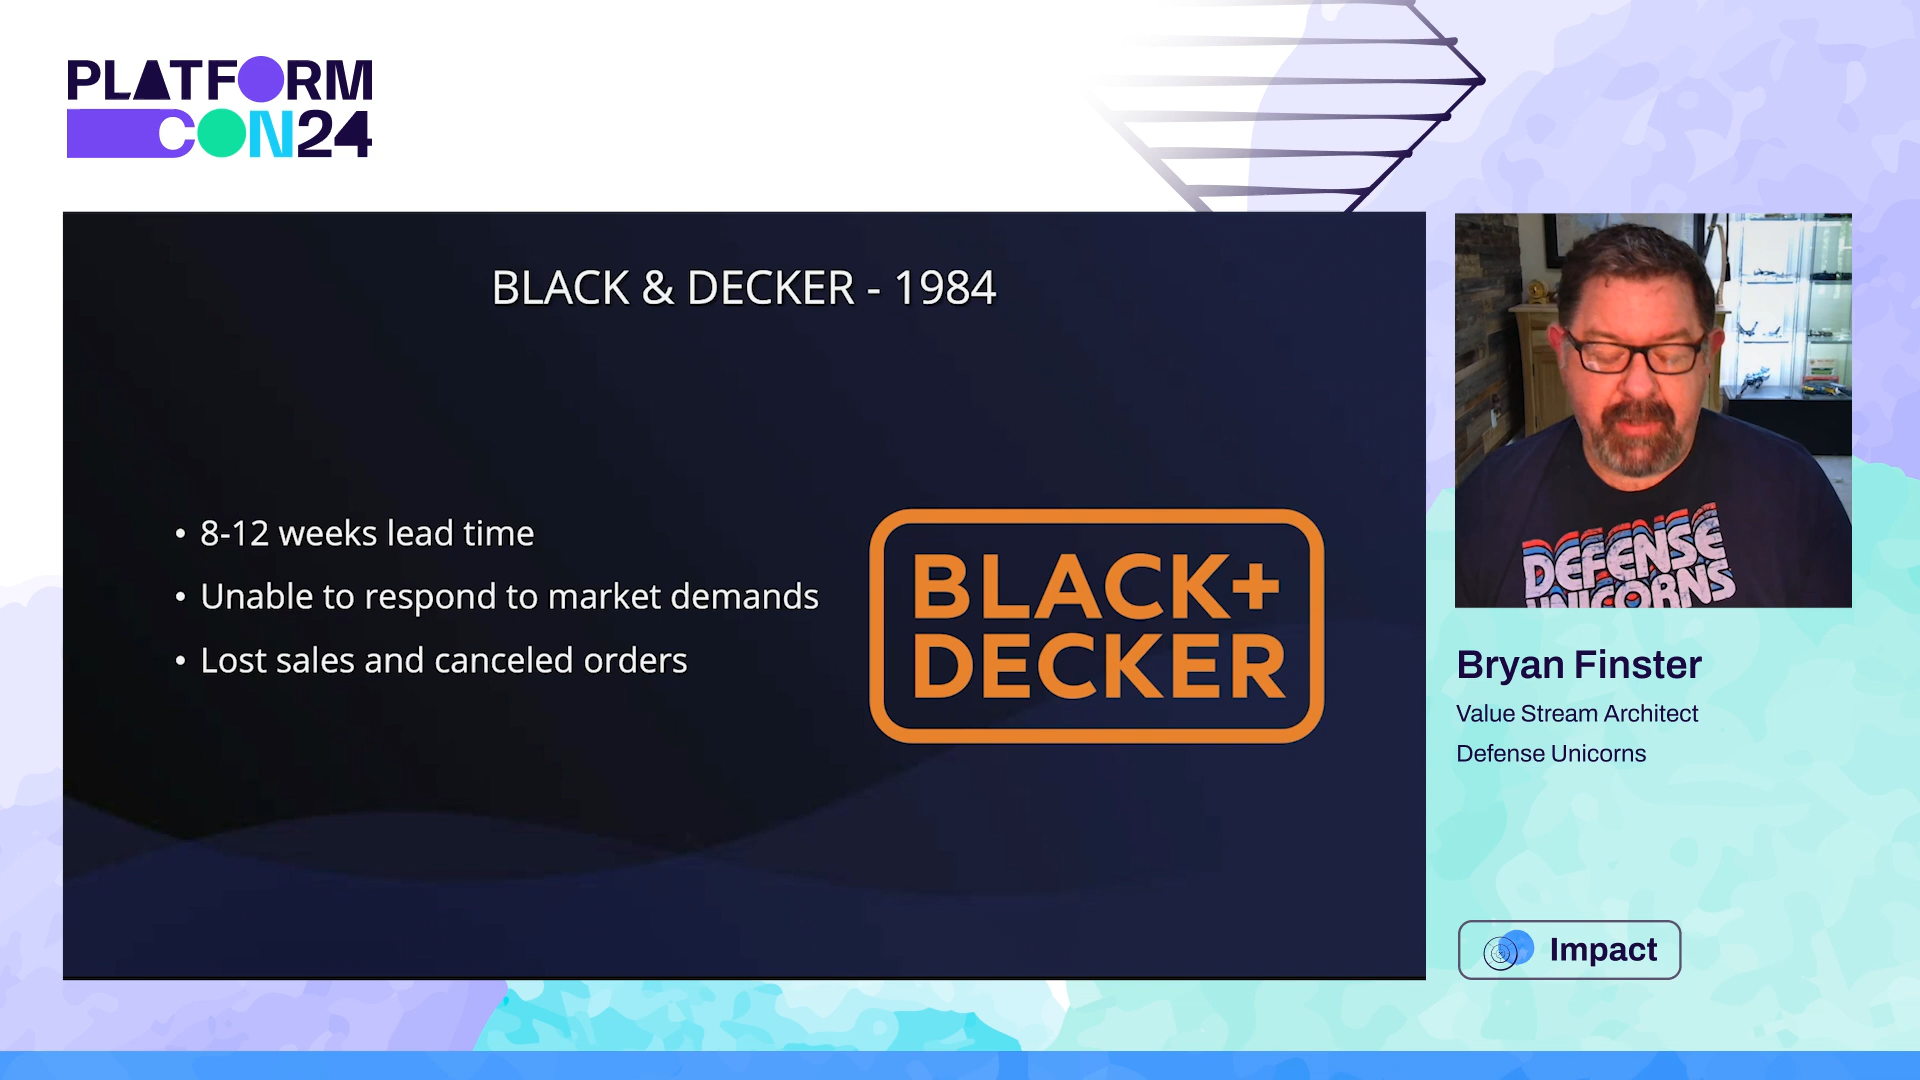 PLATFORM
CON24
BLACK & DECKER - 1984
• 8-12 weeks lead time
• Unable to respond to market demands
• Lost sales and canceled orders
BLACK+
DECKER
DEFENSE
UNICORNS
Bryan Finster
Value Stream Architect
Defense Unicorns
Impact